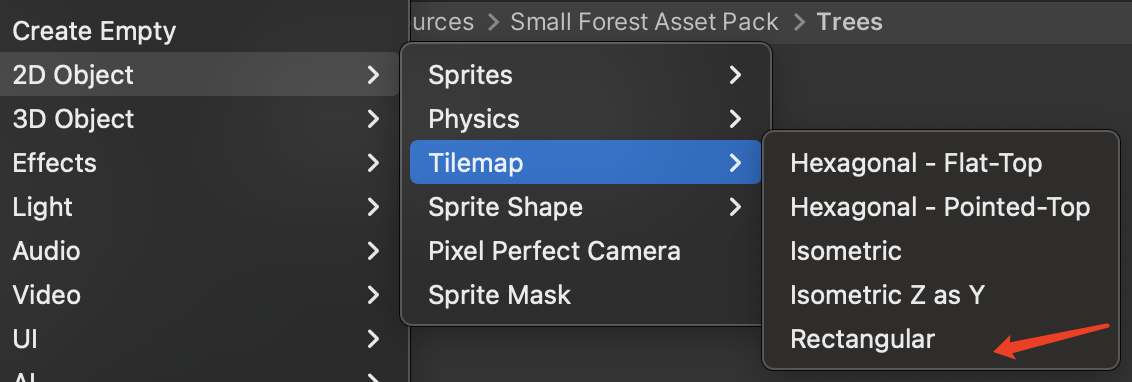 Create Empty
2D Object
3D Object
Effects
Light
Audio
Video
UI
urces > Small Forest Asset Pack > Trees
Sprites
Physics
Tilemap
Sprite Shape
Pixel Perfect Camera
Sprite Mask
Hexagonal - Flat-Top
Hexagonal - Pointed-Top
Isometric
Isometric Z as Y
Rectangular